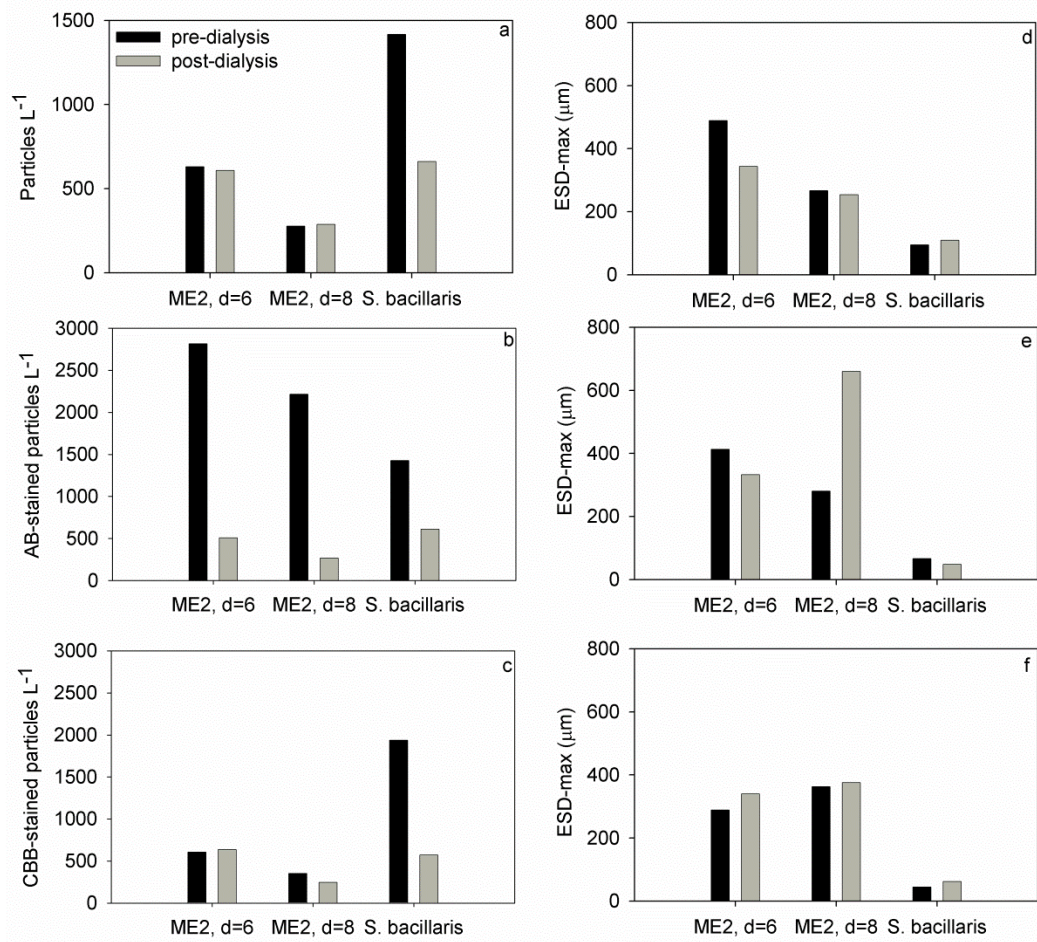 1500
1000
500
0
Particles L⁻¹
pre-dialysis
post-dialysis
a
ME2, d=6 ME2, d=8 S. bacillaris
800
600
400
200
0
ESD-max (μm)
d
ME2, d=6 ME2, d=8 S. bacillaris
3000
2500
2000
1500
1000
500
0
AB-stained particles L⁻¹
b
ME2, d=6 ME2, d=8 S. bacillaris
800
600
400
200
0
ESD-max (μm)
e
ME2, d=6 ME2, d=8 S. bacillaris
3000
2500
2000
1500
1000
500
0
CBB-stained particles L⁻¹
c
ME2, d=6 ME2, d=8 S. bacillaris
800
600
400
200
0
ESD-max (μm)
f
ME2, d=6 ME2, d=8 S. bacillaris